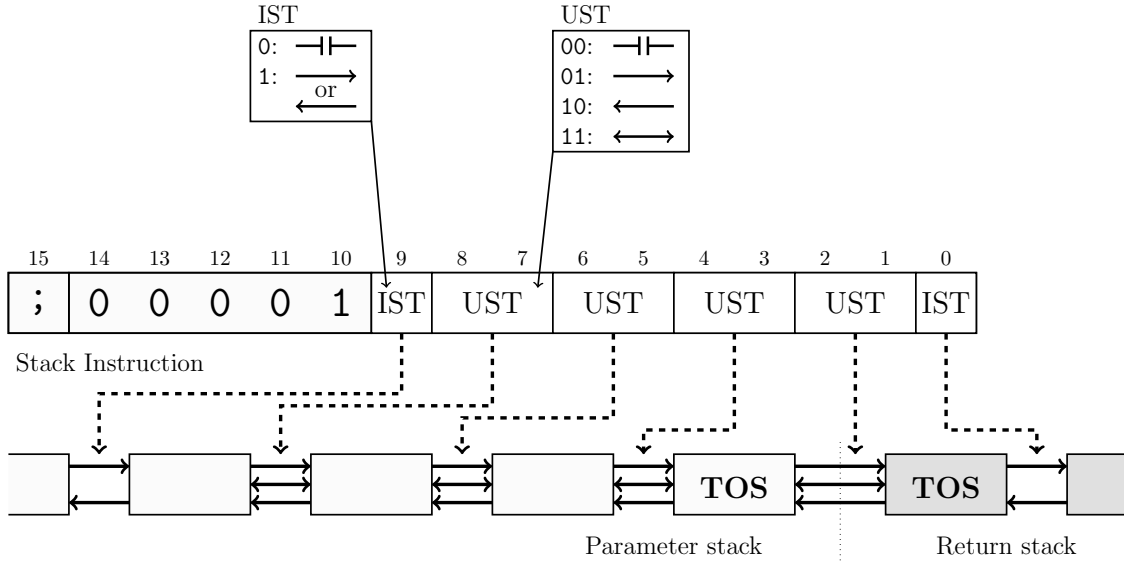 IST UST
0: 00:
1: 01:
or
10:
11:
15 14 13 12 11 10 9 8 7 6 5 4 3 2 1 0
; 0 0 0 0 1 IST UST UST UST UST IST
Stack Instruction
TOS TOS
Parameter stack Return stack